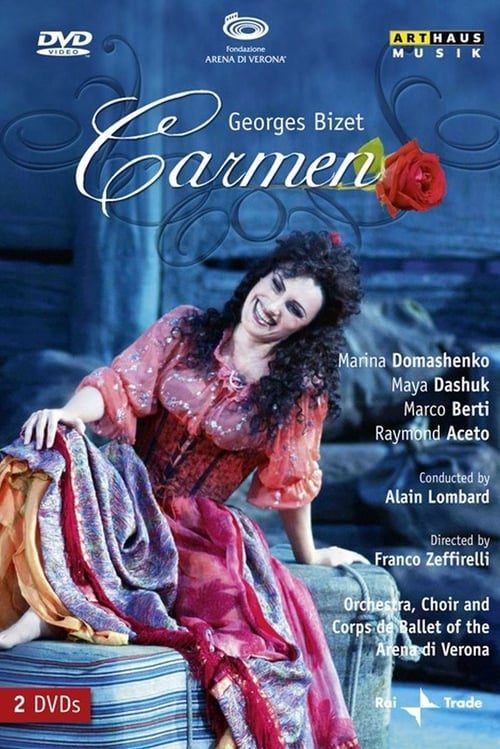 DVD
VIDEO
Fondazione
ARENA DI VERONA
ARTHAUS
MUSIK
Georges Bizet
Carmen
Marina Domashenko
Maya Dashuk
Marco Berti
Raymond Aceto
Conducted by
Alain Lombard
Directed by
Franco Zeffirelli
Orchestra, Choir and
Corps de Ballet of the
Arena di Verona
2 DVDs
Rai Trade